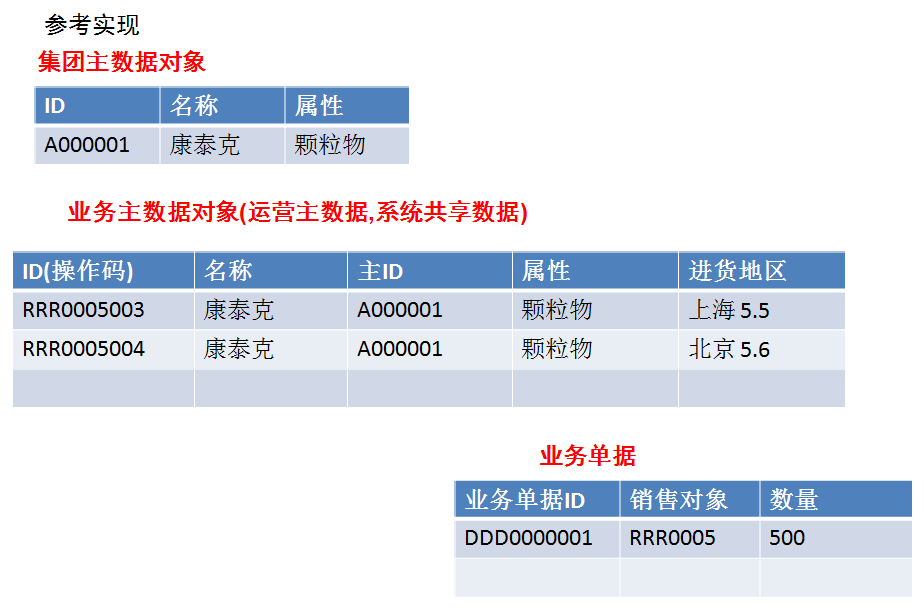 参考实现
集团主数据对象
ID 名称 属性
A000001 康泰克 颗粒物
业务主数据对象(运营主数据,系统共享数据)
ID(操作码) 名称 主ID 属性 进货地区
RRR0005003 康泰克 A000001 颗粒物 上海 5.5
RRR0005004 康泰克 A000001 颗粒物 北京 5.6
业务单据
业务单据ID 销售对象 数量
DDD0000001 RRR0005 500